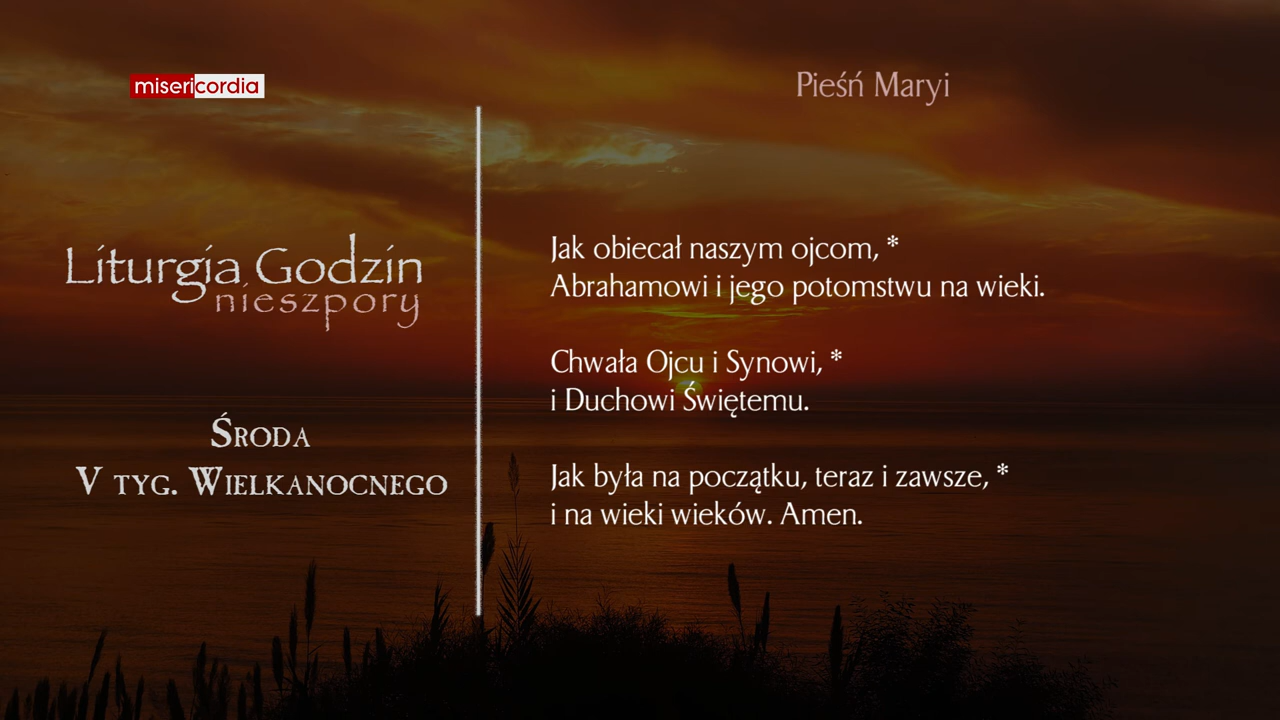 misericordia
Liturgia Godzin
nieszpory
Środa
V tyg. Wielkanocnego
Pieśń Maryi
Jak obiecał naszym ojcom, *
Abrahamowi i jego potomstwu na wieki.
Chwała Ojcu i Synowi, *
i Duchowi Świętemu.
Jak była na początku, teraz i zawsze, *
i na wieki wieków. Amen.